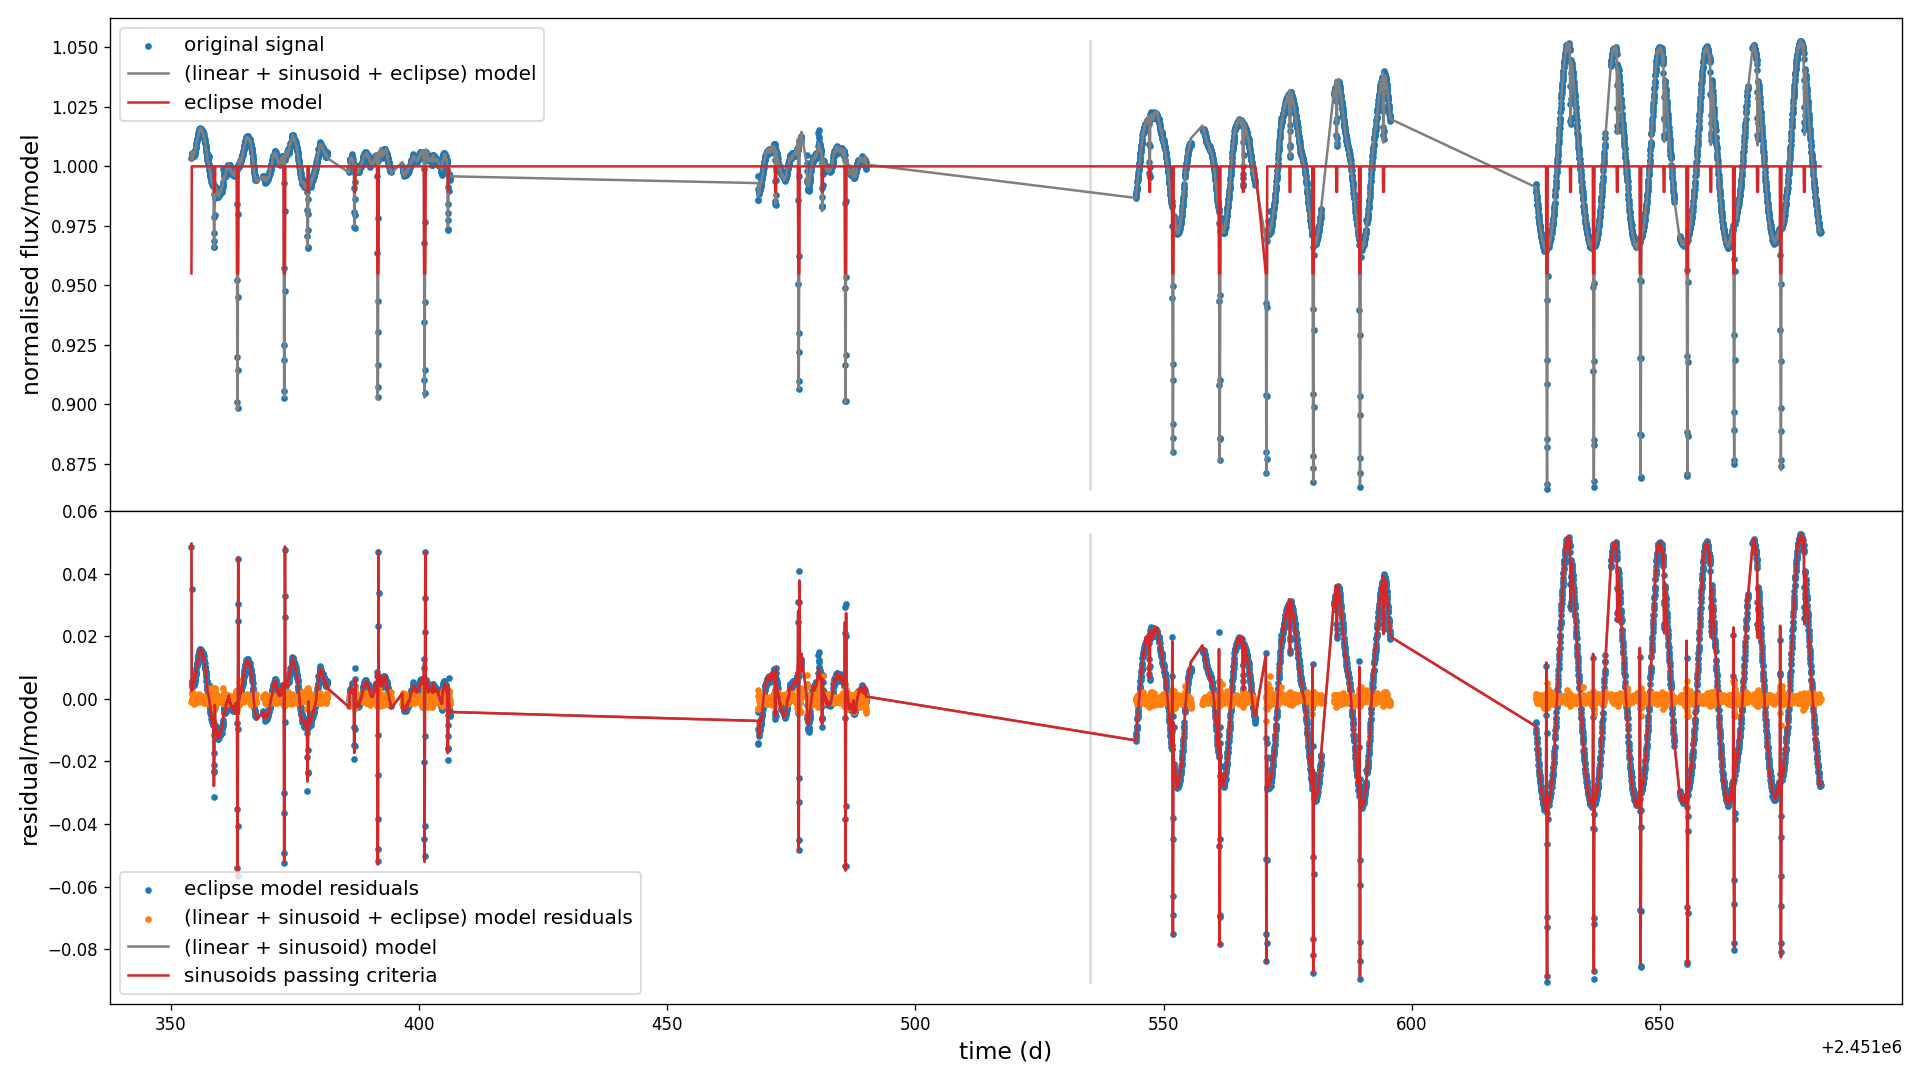 original signal
(linear + sinusoid + eclipse) model
eclipse model
normalised flux/model
1.050
1.025
1.000
0.975
0.950
0.925
0.900
0.875
0.06
0.04
0.02
0.00
−0.02
−0.04
−0.06
−0.08
residual/model
eclipse model residuals
(linear + sinusoid + eclipse) model residuals
(linear + sinusoid) model
sinusoids passing criteria
350
400
450
500
550
600
650
time (d)
+2.451e6